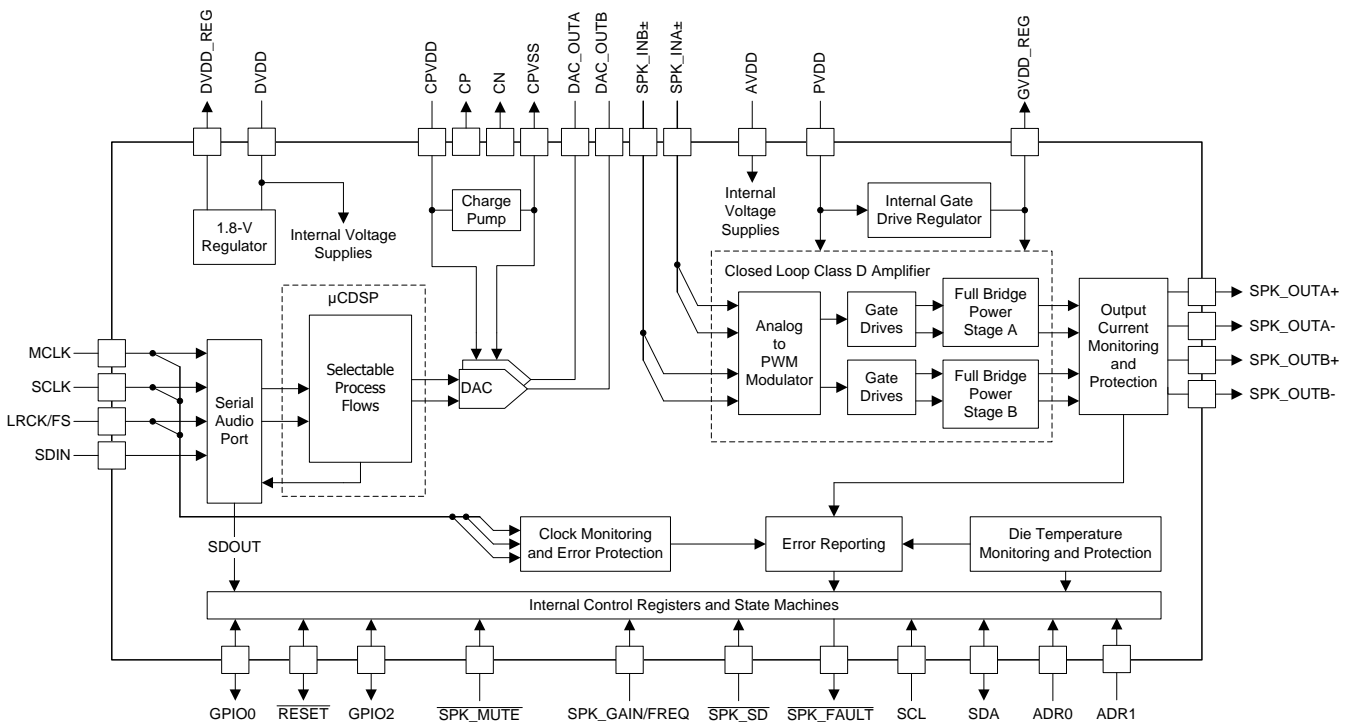 DVDD_REG
DVDD
CPVDD
CP
CN
CPVSS
DAC_OUTA
DAC_OUTB
SPK_INB±
SPK_INA±
AVDD
PVDD
GVDD_REG
1.8-V
Regulator
Internal Voltage
Supplies
Charge
Pump
Internal
Voltage
Supplies
Internal Gate
Drive Regulator
µCDSP
Selectable
Process
Flows
DAC
Closed Loop Class D Amplifier
Analog
to
PWM
Modulator
Gate
Drives
Full Bridge
Power
Stage A
Gate
Drives
Full Bridge
Power
Stage B
Output
Current
Monitoring
and
Protection
SPK_OUTA+
SPK_OUTA-
SPK_OUTB+
SPK_OUTB-
MCLK
SCLK
LRCK/FS
SDIN
Serial
Audio
Port
SDOUT
Clock Monitoring
and Error Protection
Error Reporting
Die Temperature
Monitoring and Protection
Internal Control Registers and State Machines
GPIO0
RESET
GPIO2
SPK_MUTE
SPK_GAIN/FREQ
SPK_SD
SPK_FAULT
SCL
SDA
ADR0
ADR1